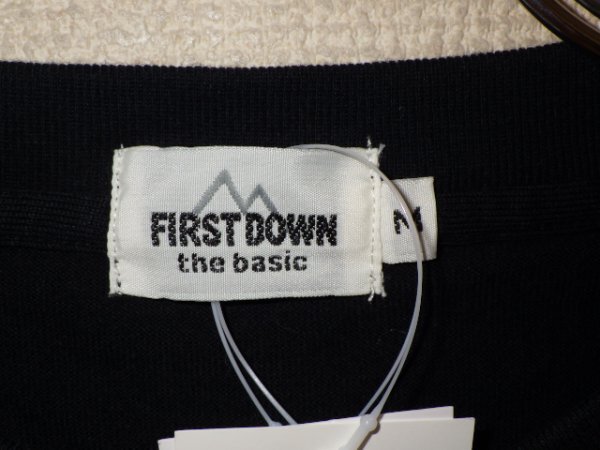 FIRST DOWN
the basic
M